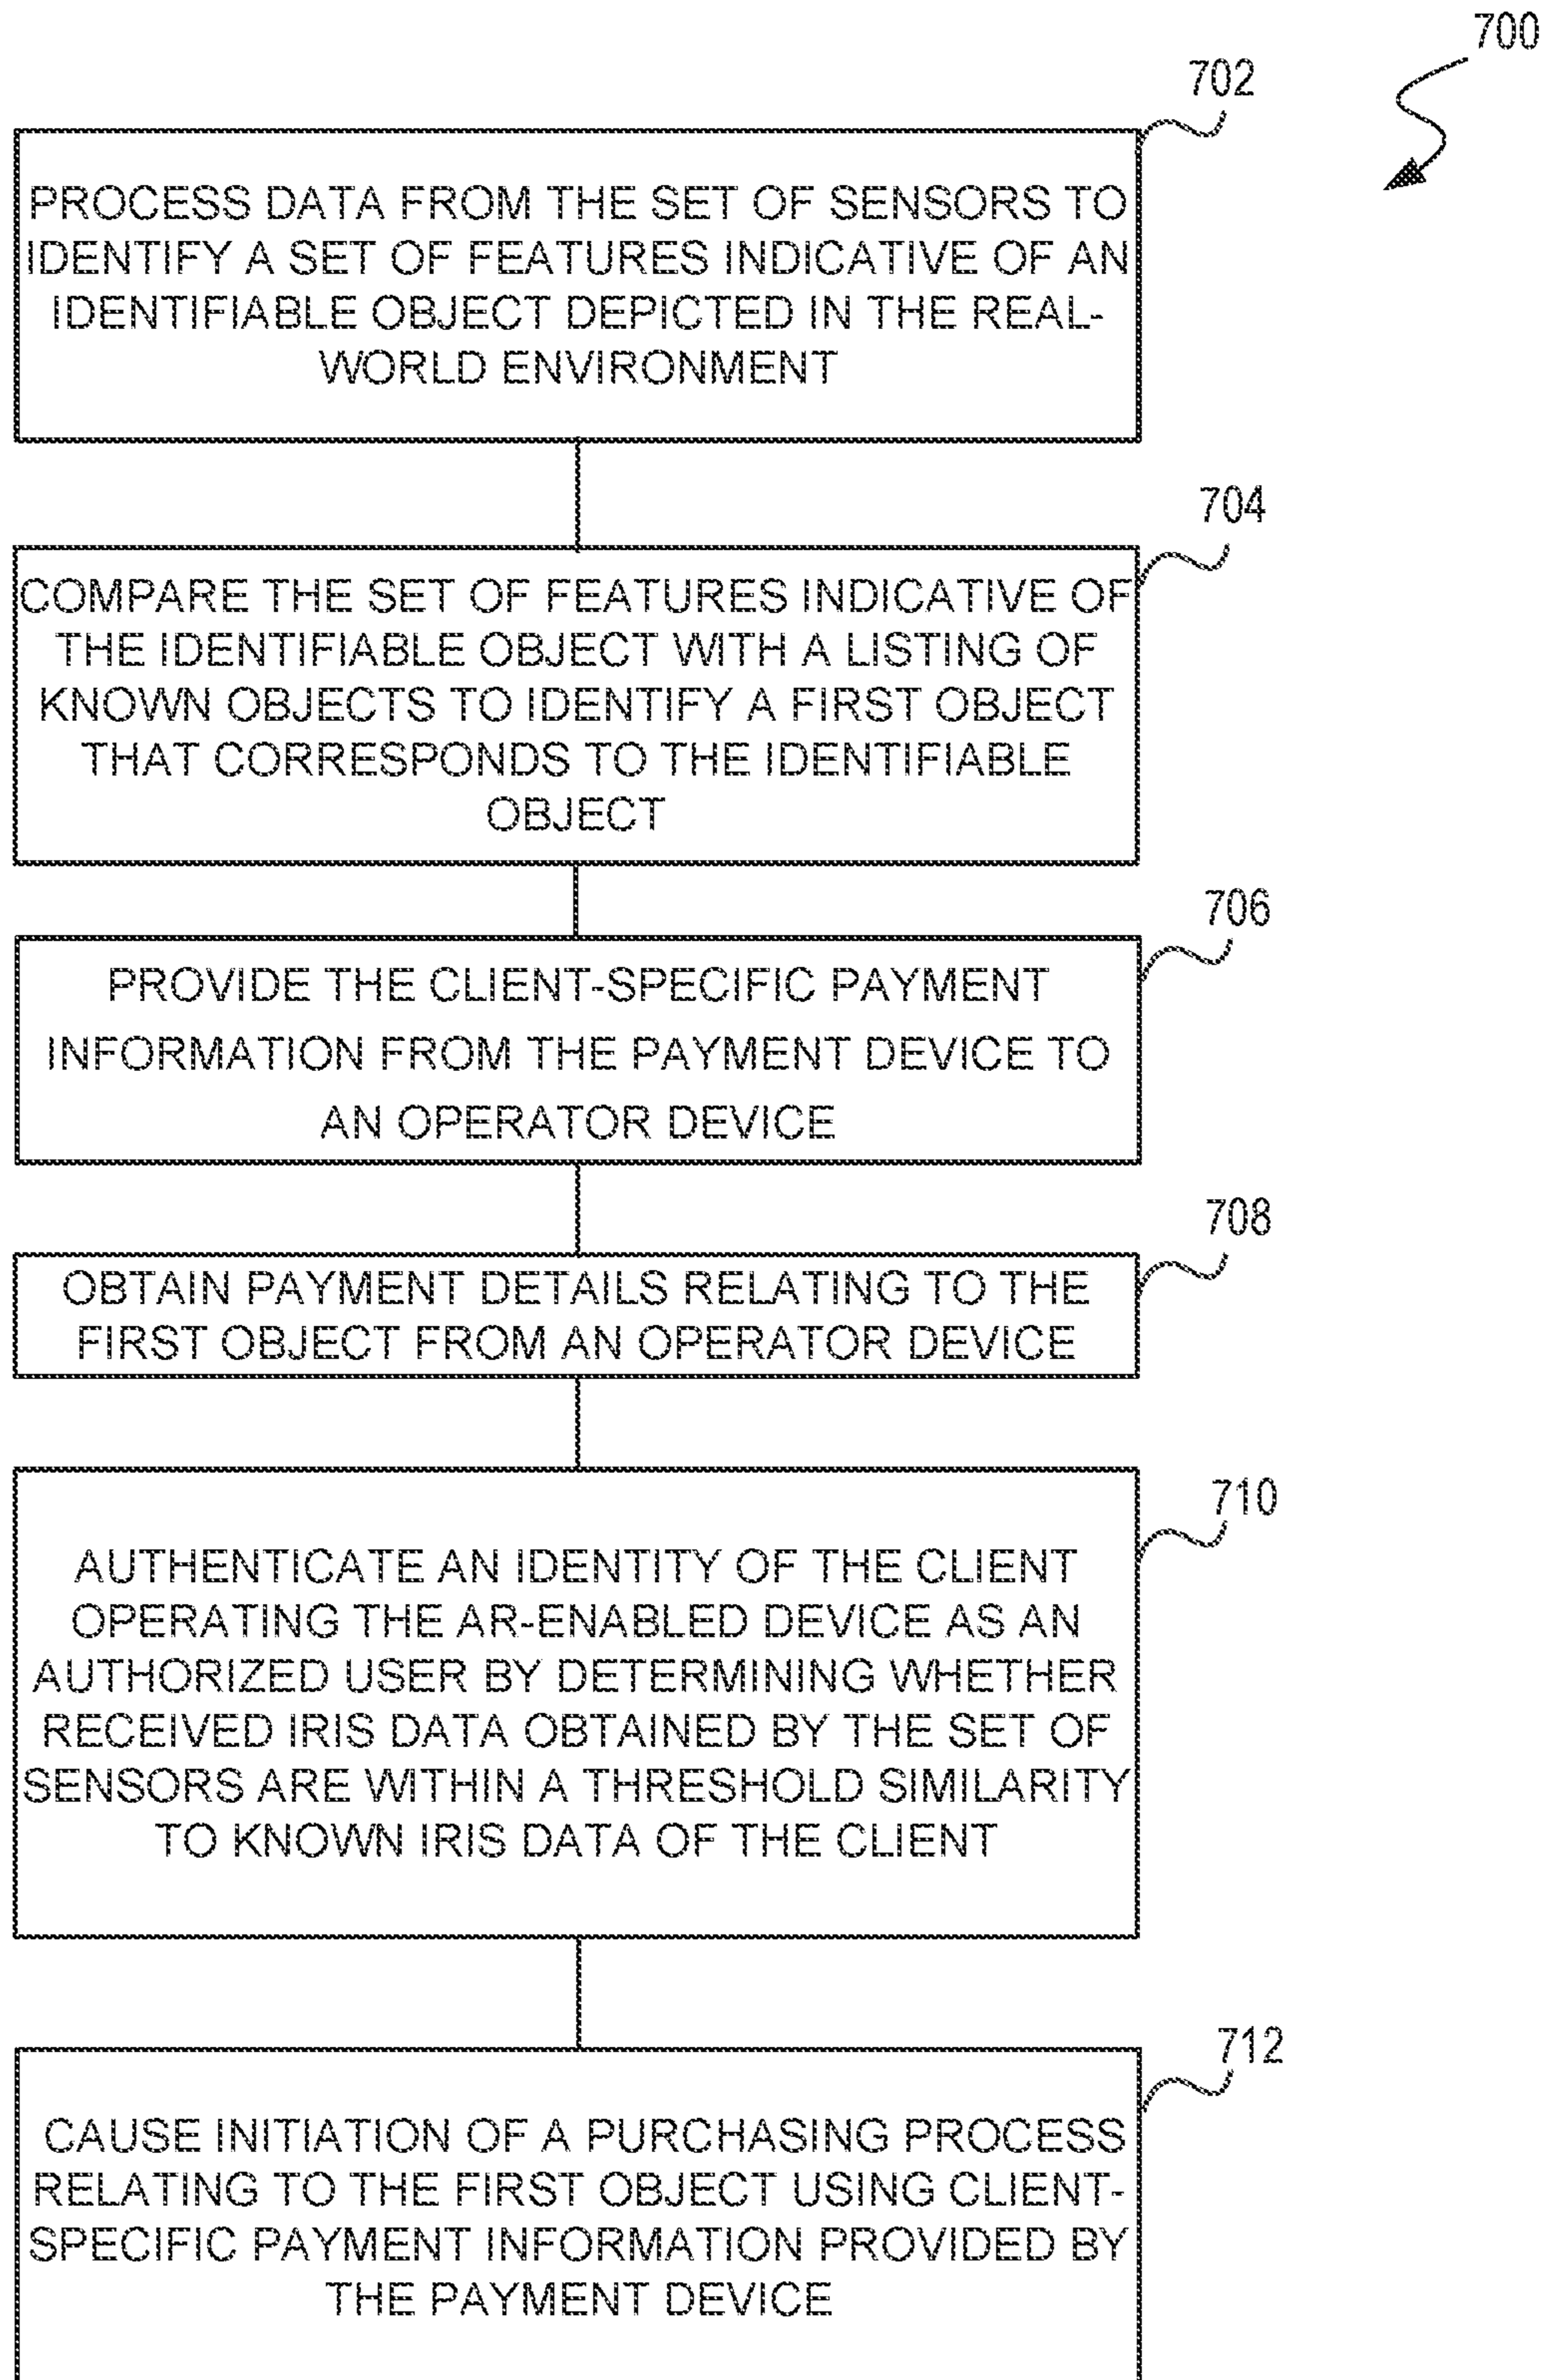 700
702
PROCESS DATA FROM THE SET OF SENSORS TO
IDENTIFY A SET OF FEATURES INDICATIVE OF AN
IDENTIFIABLE OBJECT DEPICTED IN THE REAL-
WORLD ENVIRONMENT
704
COMPARE THE SET OF FEATURES INDICATIVE OF
THE IDENTIFIABLE OBJECT WITH A LISTING OF
KNOWN OBJECTS TO IDENTIFY A FIRST OBJECT
THAT CORRESPONDS TO THE IDENTIFIABLE
OBJECT
706
PROVIDE THE CLIENT-SPECIFIC PAYMENT
INFORMATION FROM THE PAYMENT DEVICE TO
AN OPERATOR DEVICE
708
OBTAIN PAYMENT DETAILS RELATING TO THE
FIRST OBJECT FROM AN OPERATOR DEVICE
710
AUTHENTICATE AN IDENTITY OF THE CLIENT
OPERATING THE AR-ENABLED DEVICE AS AN
AUTHORIZED USER BY DETERMINING WHETHER
RECEIVED IRIS DATA OBTAINED BY THE SET OF
SENSORS ARE WITHIN A THRESHOLD SIMILARITY
TO KNOWN IRIS DATA OF THE CLIENT
712
CAUSE INITIATION OF A PURCHASING PROCESS
RELATING TO THE FIRST OBJECT USING CLIENT-
SPECIFIC PAYMENT INFORMATION PROVIDED BY
THE PAYMENT DEVICE